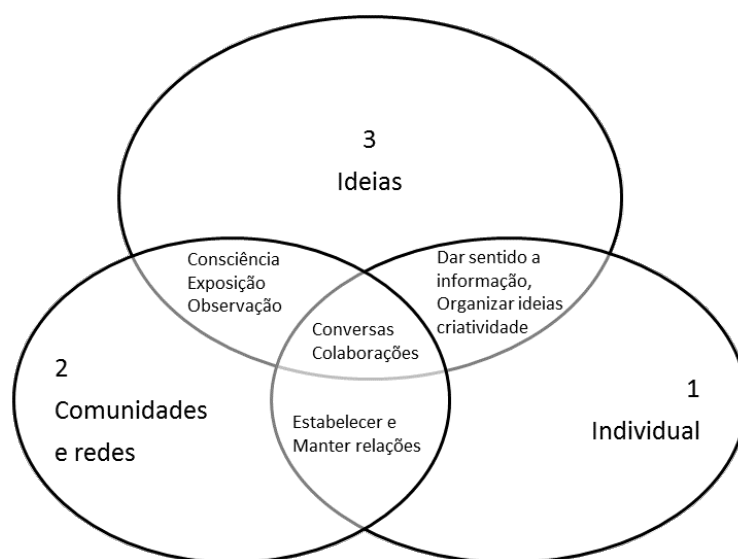 3
Ideias
Consciência
Exposição
Observação
Dar sentido a
informação,
Organizar ideias
criatividade
Conversas
Colaborações
2
Comunidades
e redes
1
Individual
Estabelecer e
Manter relações